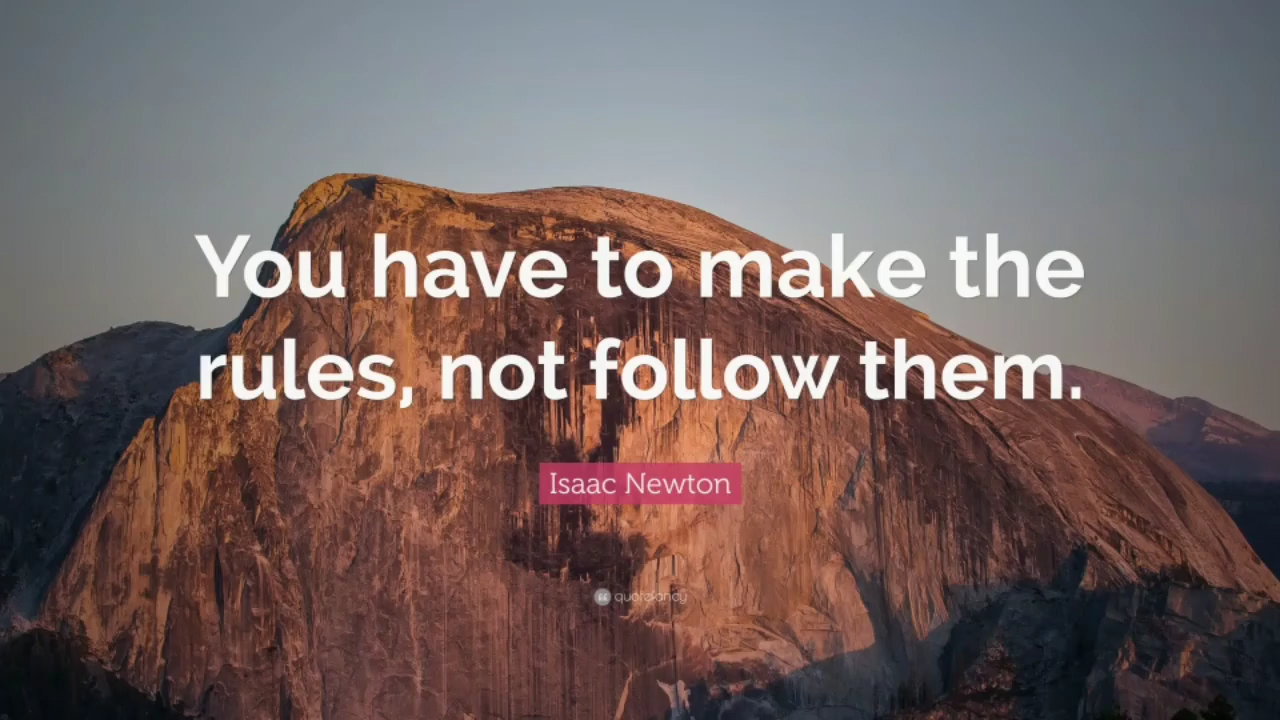 You have to make the
rules, not follow them.
Isaac Newton
quotefancy